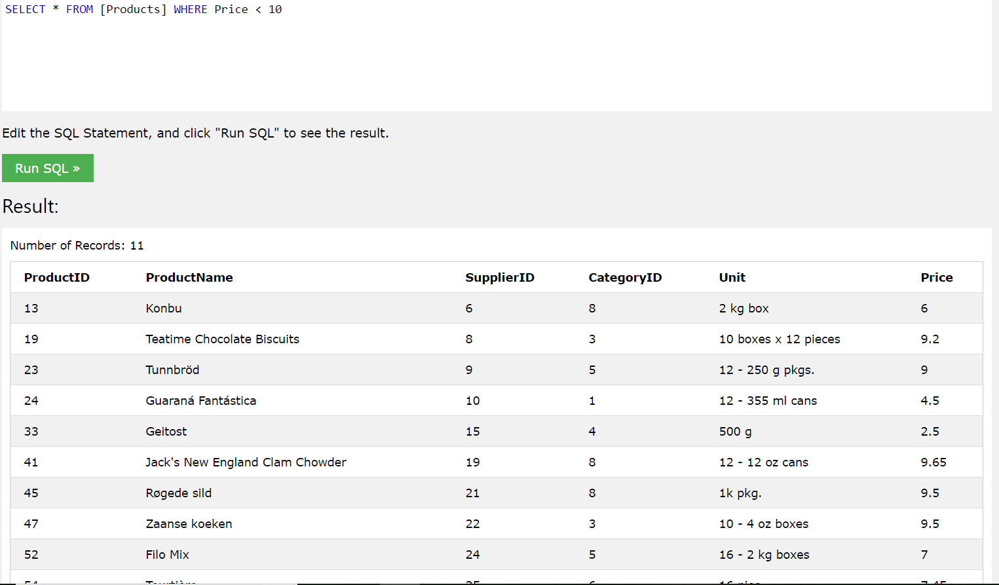 SELECT * FROM [Products] WHERE Price < 10
Edit the SQL Statement, and click "Run SQL" to see the result.
Run SQL »
Result:
Number of Records: 11
ProductID ProductName SupplierID CategoryID Unit Price
13 Konbu 6 8 2 kg box 6
19 Teatime Chocolate Biscuits 8 3 10 boxes x 12 pieces 9.2
23 Tunnbröd 9 5 12 - 250 g pkgs. 9
24 Guaraná Fantástica 10 1 12 - 355 ml cans 4.5
33 Geitost 15 4 500 g 2.5
41 Jack's New England Clam Chowder 19 8 12 - 12 oz cans 9.65
45 Røgede sild 21 8 1k pkg. 9.5
47 Zaanse koeken 22 3 10 - 4 oz boxes 9.5
52 Filo Mix 24 5 16 - 2 kg boxes 7